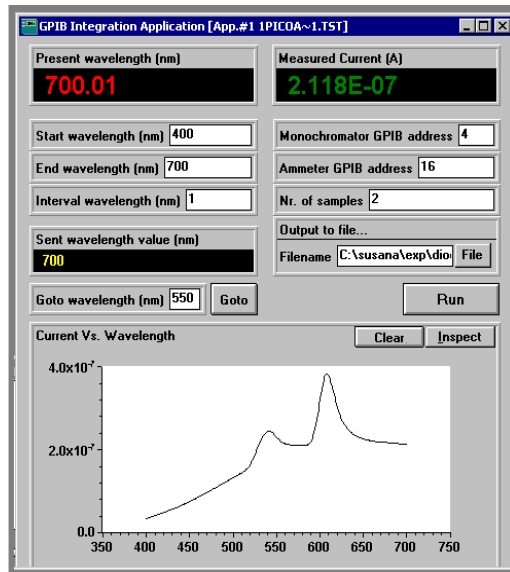 GPIB Integration Application [App.#1 1PICOA~1.TST]
Present wavelength (nm)
700.01
Measured Current (A)
2.118E-07
Start wavelength (nm) 400
End wavelength (nm) 700
Interval wavelength (nm) 1
Monochromator GPIB address 4
Ammeter GPIB address 16
Nr. of samples 2
Sent wavelength value (nm)
700
Output to file...
Filename C:\susana\exp\dio File
Goto wavelength (nm) 550 Goto
Run
Current Vs. Wavelength Clear Inspect
4.0x10⁻⁷
2.0x10⁻⁷
0.0
350 400 450 500 550 600 650 700 750